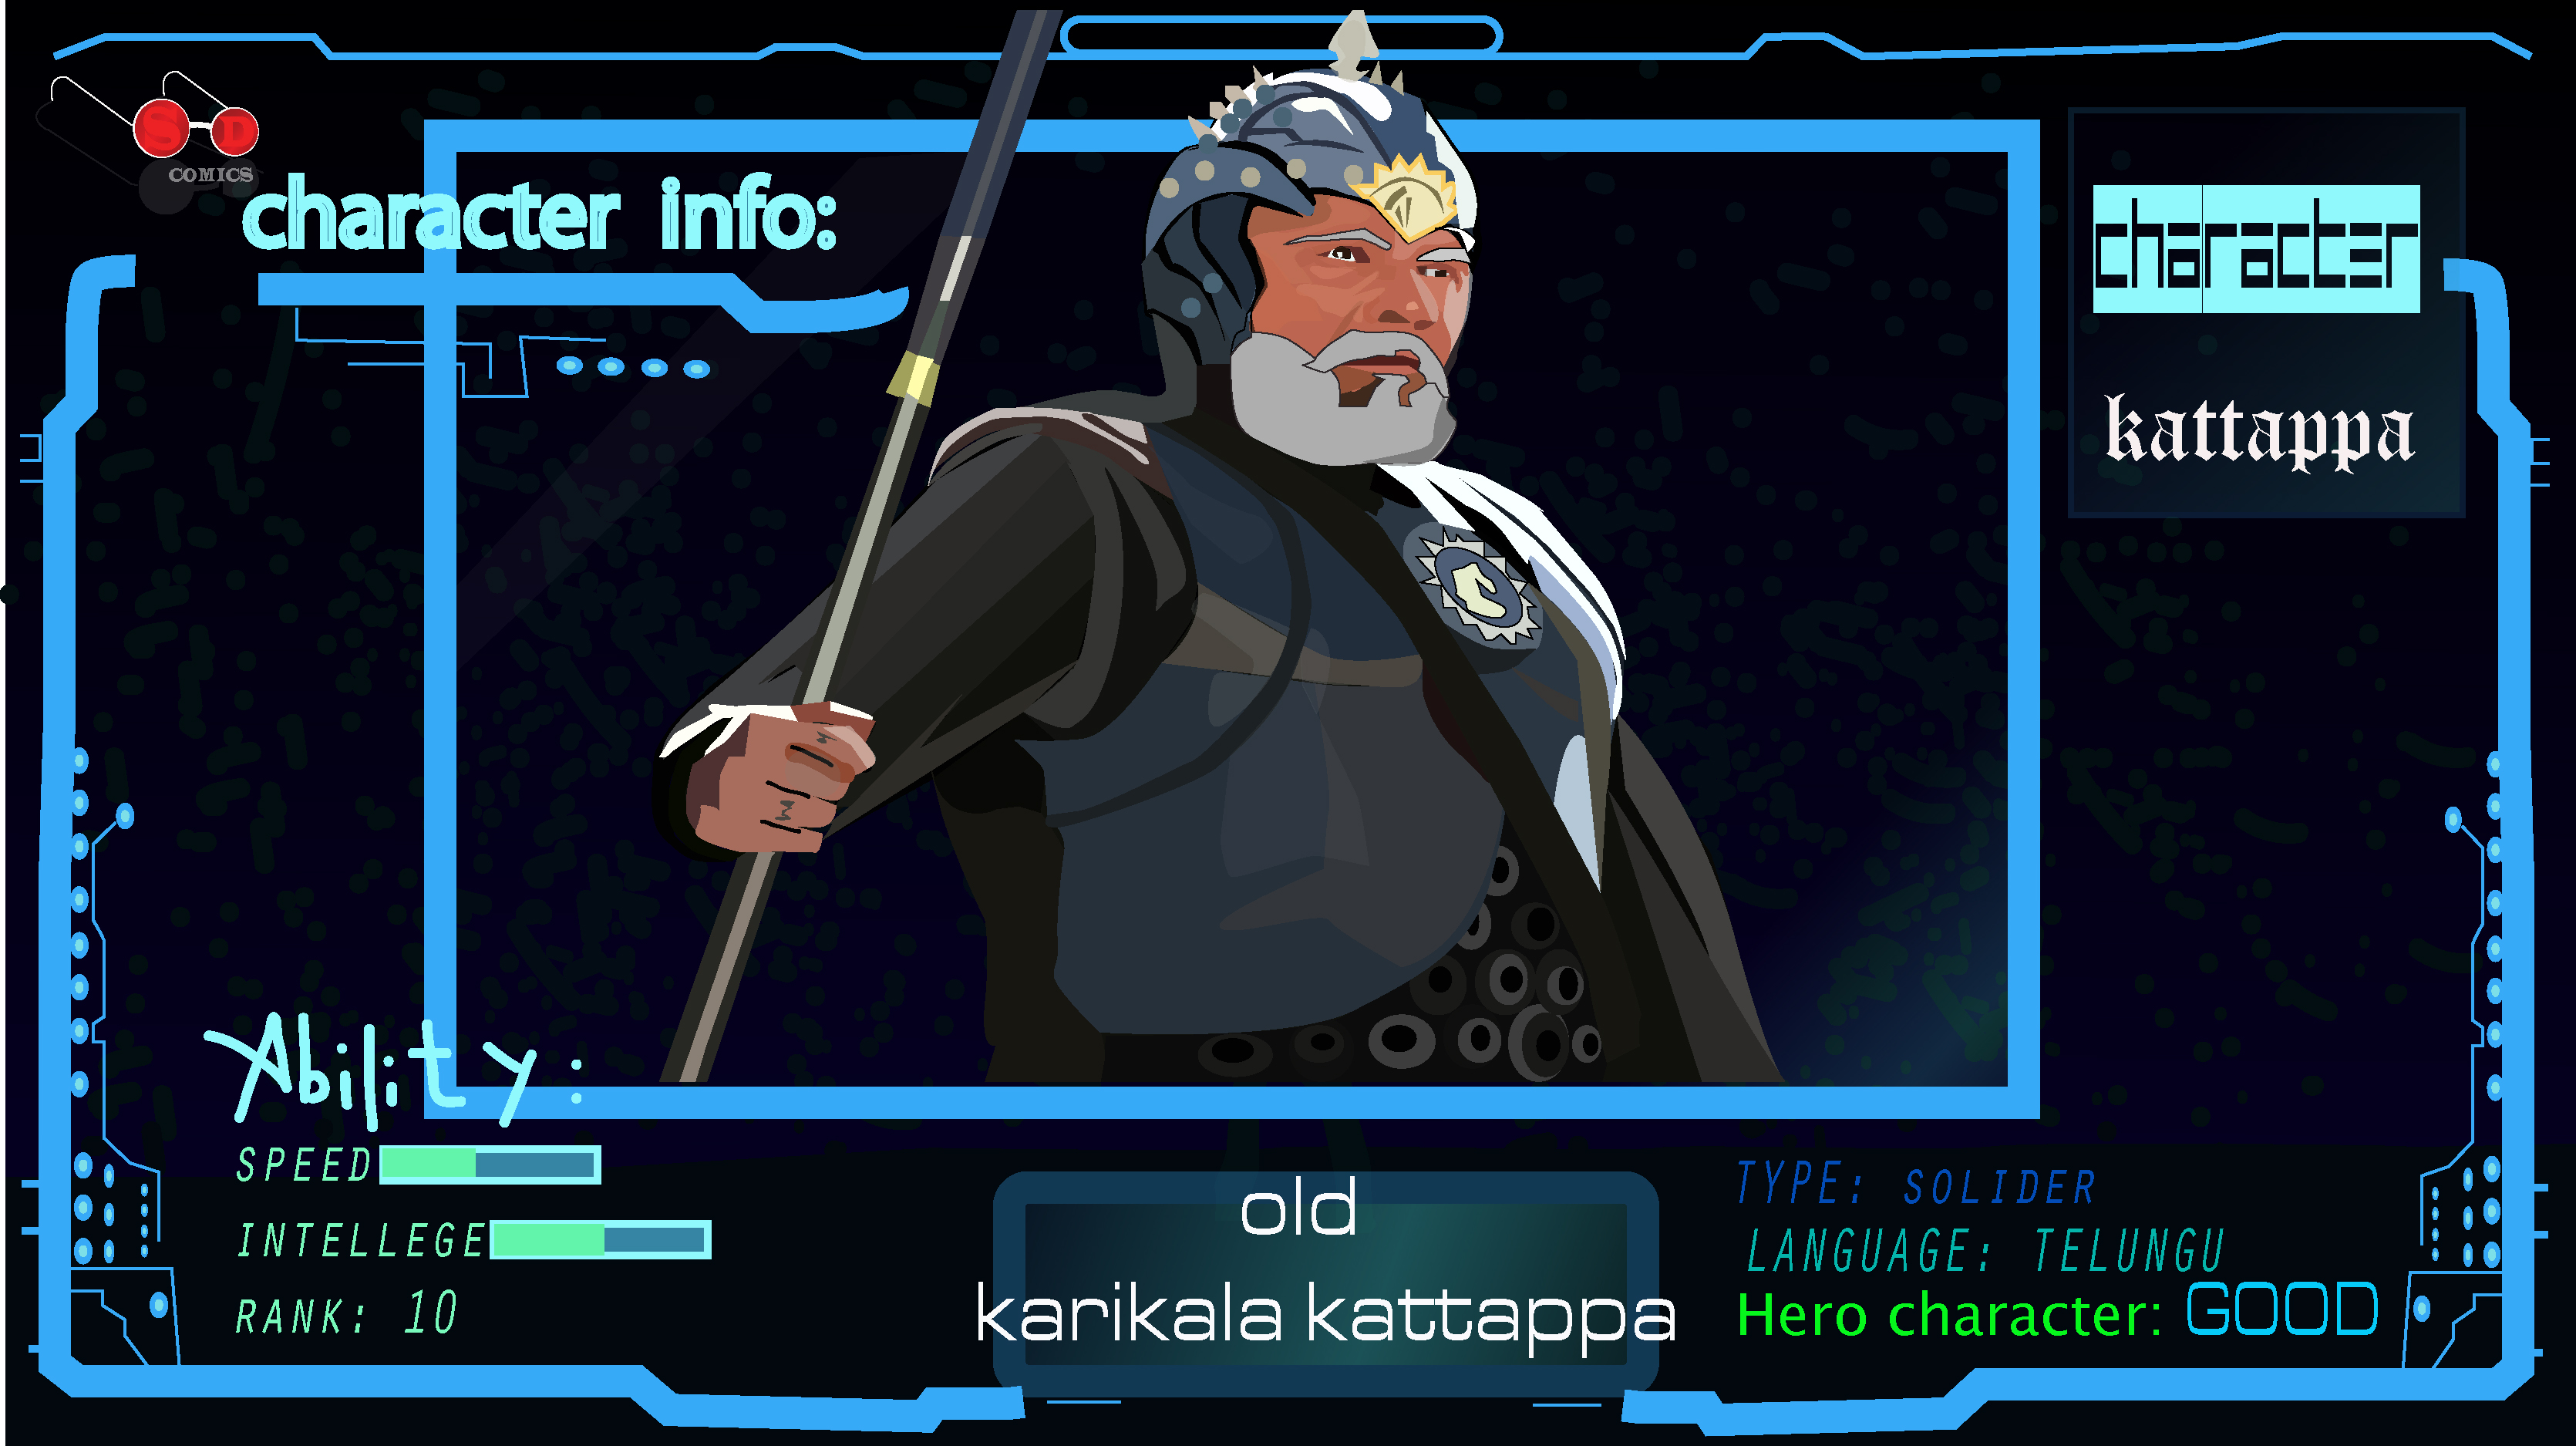 S D
COMICS
character info:
character
kattappa
Ability:
SPEED
INTELLEGE
RANK: 10
old
karikala kattappa
TYPE: SOLIDER
LANGUAGE: TELUNGU
Hero character: GOOD